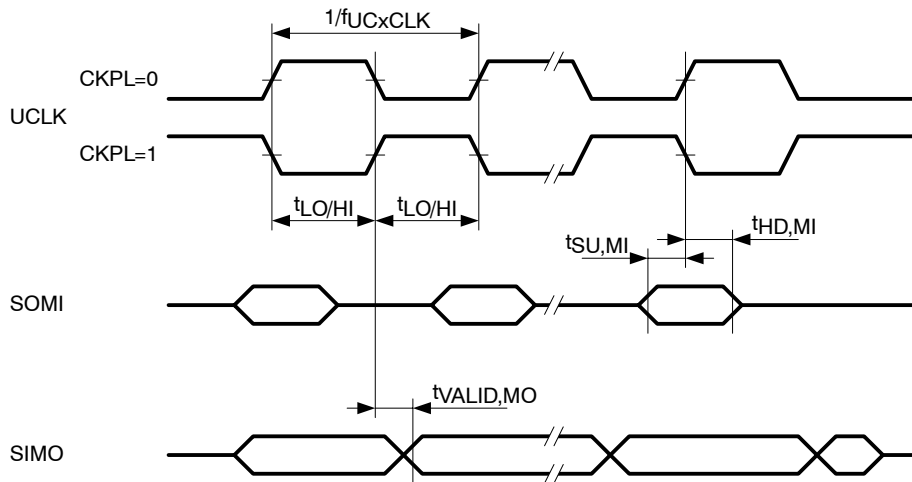 1/fUCxCLK
CKPL=0
UCLK
CKPL=1
tLO/HI tLO/HI
tSU,MI tHD,MI
SOMI
tVALID,MO
SIMO